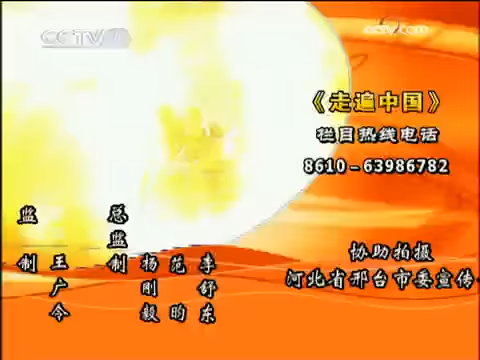 CCTV
cctv.com
《走遍中国》
栏目热线电话
8610－63986782
协助拍摄
河北省邢台市委宣传
总监制
李舒东
范昀
杨刚毅
监制
王广令